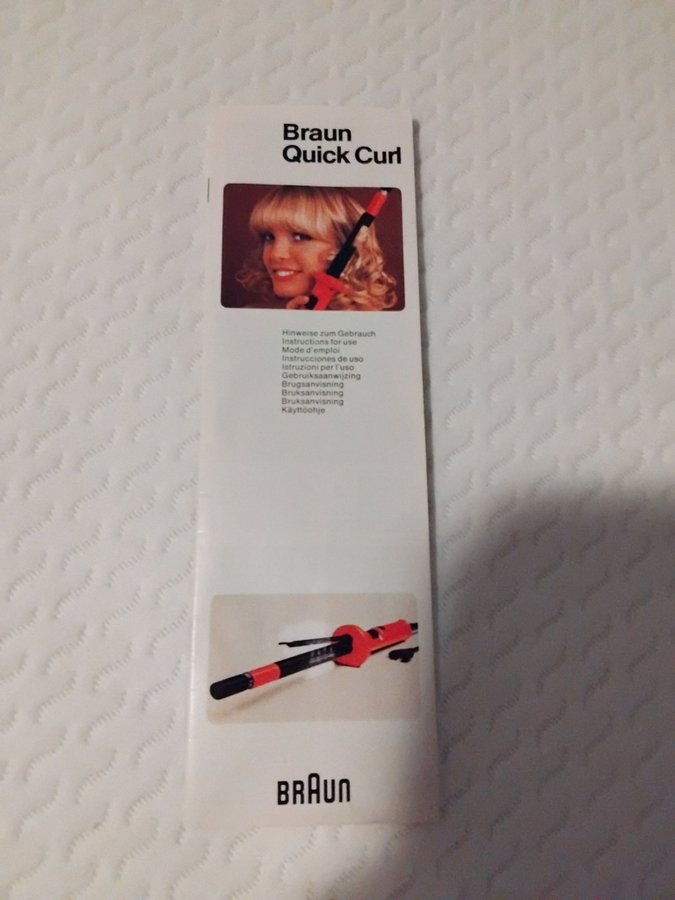 Braun
Quick Curl
Hinweise zum Gebrauch
Instructions for use
Mode d'emploi
Instrucciones de uso
Istruzioni per l'uso
Gebruiksaanwijzing
Brugsanvisning
Bruksanvisning
Bruksanvisning
Käyttöohje
BRAUN